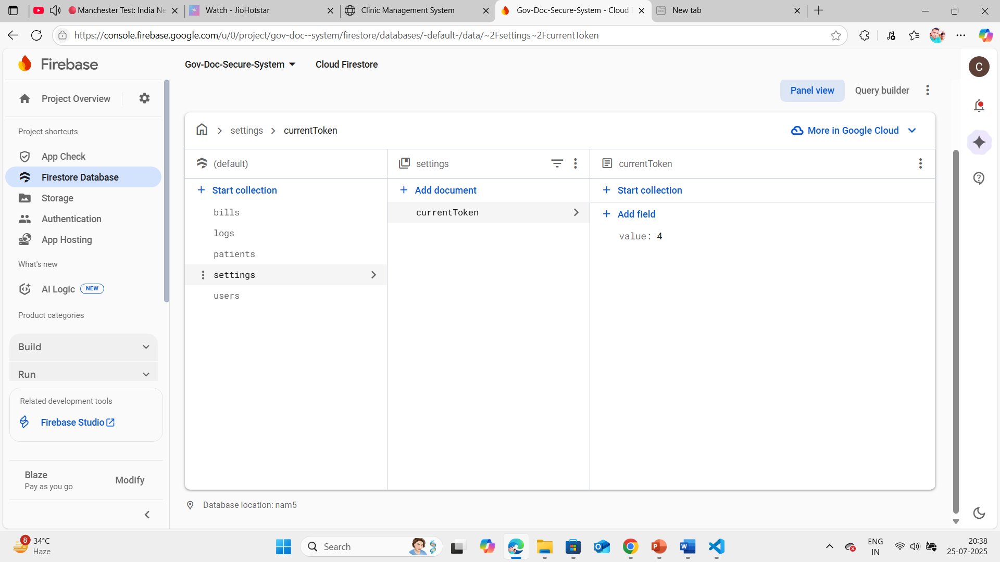 Manchester Test: India Ne
Watch - JioHotstar
Clinic Management System
Gov-Doc-Secure-System - Cloud
New tab
https://console.firebase.google.com/u/0/project/gov-doc--system/firestore/databases/-default-/data/~2Fsettings~2FcurrentToken
Firebase
Gov-Doc-Secure-System
Cloud Firestore
C
Project Overview
Panel view
Query builder
Project shortcuts
settings
currentToken
More in Google Cloud
App Check
(default)
settings
currentToken
Firestore Database
Start collection
Add document
Start collection
Storage
bills
currentToken
Add field
Authentication
logs
value: 4
App Hosting
patients
What's new
settings
AI Logic
NEW
users
Product categories
Build
Run
Related development tools
Firebase Studio
Blaze
Pay as you go
Modify
Database location: nam5
8
34°C
Haze
Search
ENG
IN
20:38
25-07-2025